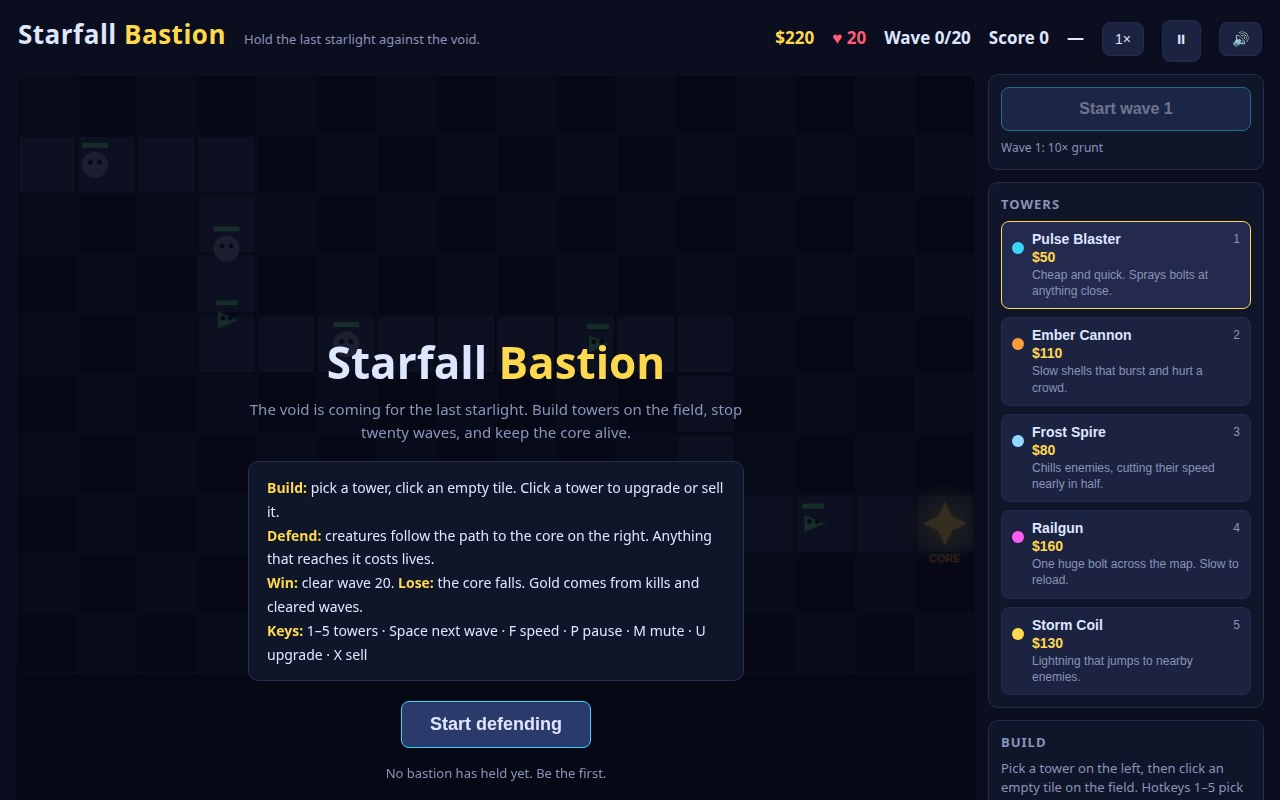 Starfall Bastion Hold the last starlight against the void.
$220 ♥ 20 Wave 0/20 Score 0 — 1×
Start wave 1
Wave 1: 10× grunt
TOWERS
Pulse Blaster 1
$50
Cheap and quick. Sprays bolts at
anything close.
Ember Cannon 2
$110
Slow shells that burst and hurt a
crowd.
Frost Spire 3
$80
Chills enemies, cutting their speed
nearly in half.
Railgun 4
$160
One huge bolt across the map. Slow to
reload.
Storm Coil 5
$130
Lightning that jumps to nearby
enemies.
BUILD
Pick a tower on the left, then click an
empty tile on the field. Hotkeys 1–5 pick
Starfall Bastion
The void is coming for the last starlight. Build towers on the field, stop
twenty waves, and keep the core alive.
Build: pick a tower, click an empty tile. Click a tower to upgrade or sell
it.
Defend: creatures follow the path to the core on the right. Anything
that reaches it costs lives.
Win: clear wave 20. Lose: the core falls. Gold comes from kills and
cleared waves.
Keys: 1–5 towers · Space next wave · F speed · P pause · M mute · U
upgrade · X sell
Start defending
No bastion has held yet. Be the first.
CORE